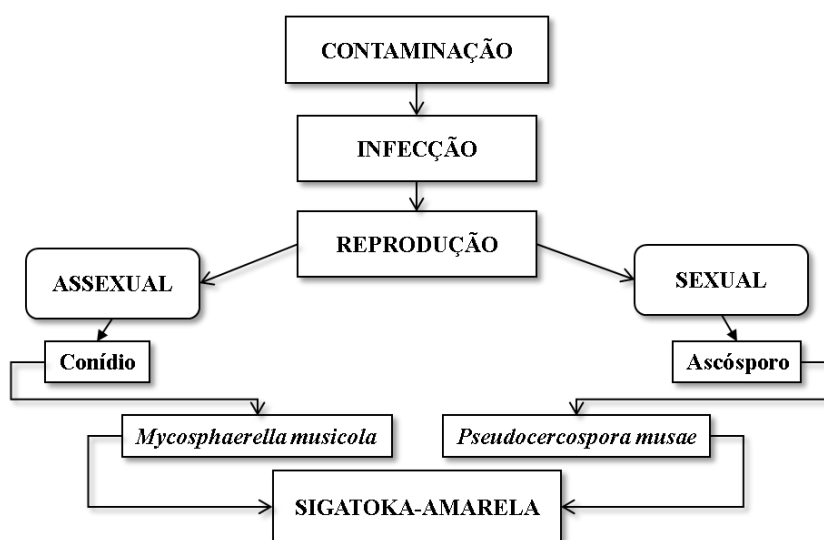 CONTAMINAÇÃO
INFECÇÃO
REPRODUÇÃO
ASSEXUAL
SEXUAL
Conídio
Ascósporo
Mycosphaerella musicola
Pseudocercospora musae
SIGATOKA-AMARELA